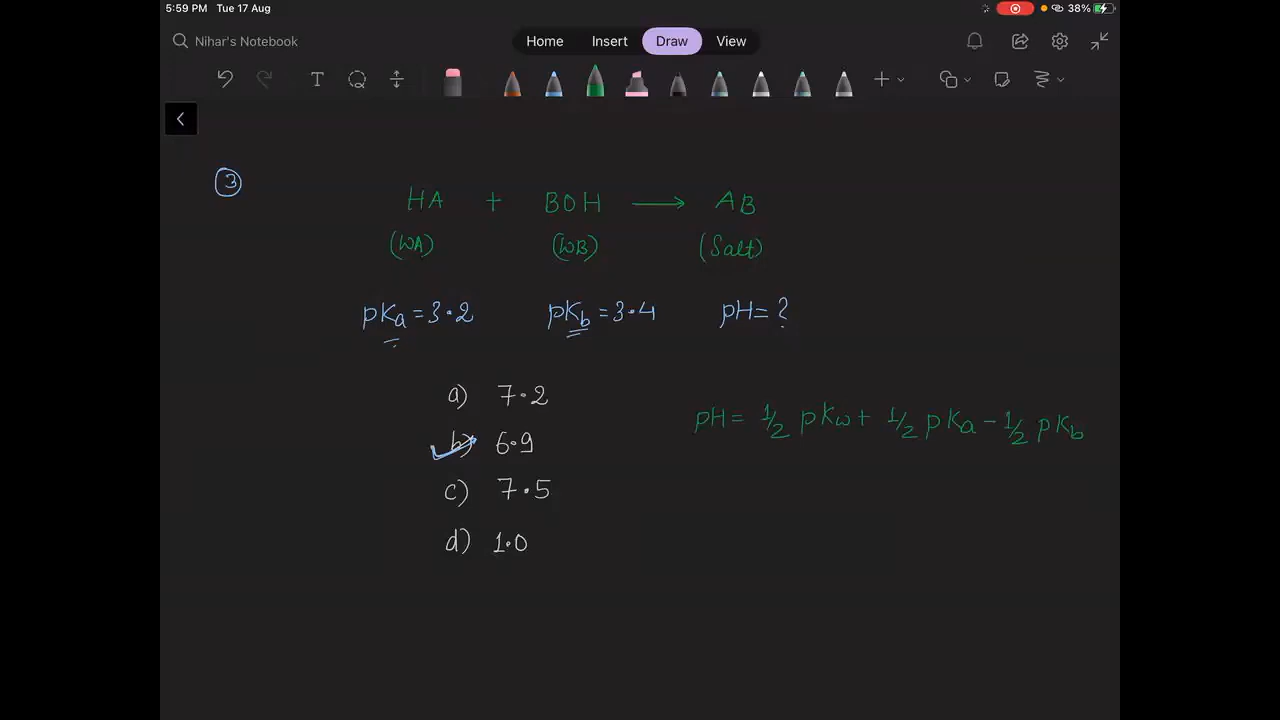 5:59 PM Tue 17 Aug
38%
Nihar's Notebook
Home Insert Draw View
T
3
HA + BOH → AB
(WA) (WB) (Salt)
pKa = 3.2 pKb = 3.4 pH = ?
a) 7.2
b) 6.9
c) 7.5
d) 1.0
pH = 1/2 pKw + 1/2 pKa - 1/2 pKb